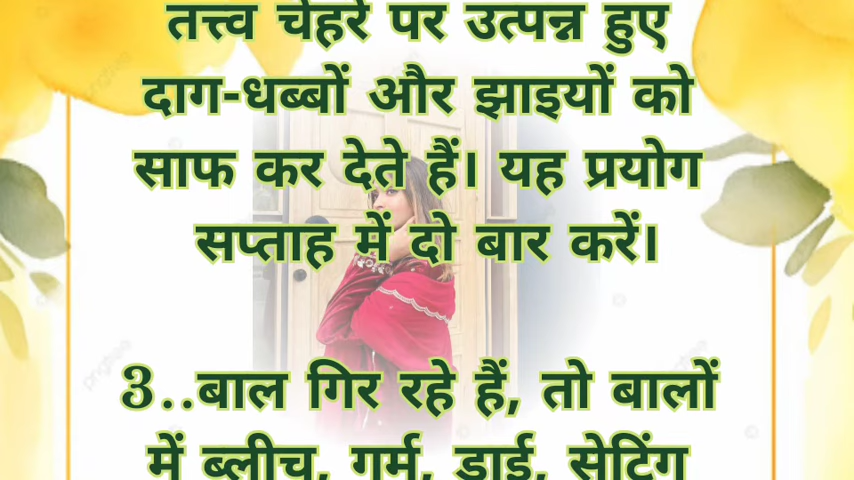 तत्त्व चेहरे पर उत्पन्न हुए
दाग-धब्बों और झाइयों को
साफ कर देते हैं। यह प्रयोग
सप्ताह में दो बार करें।
3..बाल गिर रहे हैं, तो बालों
में ब्लीच, गर्म, डाई, सेटिंग